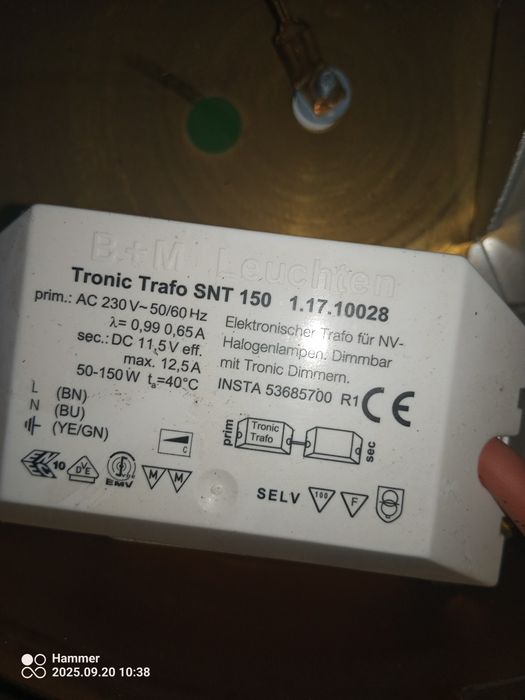 B.+M Leuchten
Tronic Trafo SNT 150 1.17.10028
prim.: AC 230 V~50/60 Hz
λ= 0,99 0,65 A
sec.: DC 11,5 V eff.
max. 12,5 A
50-150 W ta=40°C
Elektronischer Trafo für NV-
Halogenlampen. Dimmbar
mit Tronic Dimmern.
INSTA 53685700 R1 CE
L (BN)
N (BU)
(YE/GN)
prim Tronic Trafo sec
C
ENEC 10 DVE EMV M M
SELV 100 F
Hammer
2025.09.20 10:38